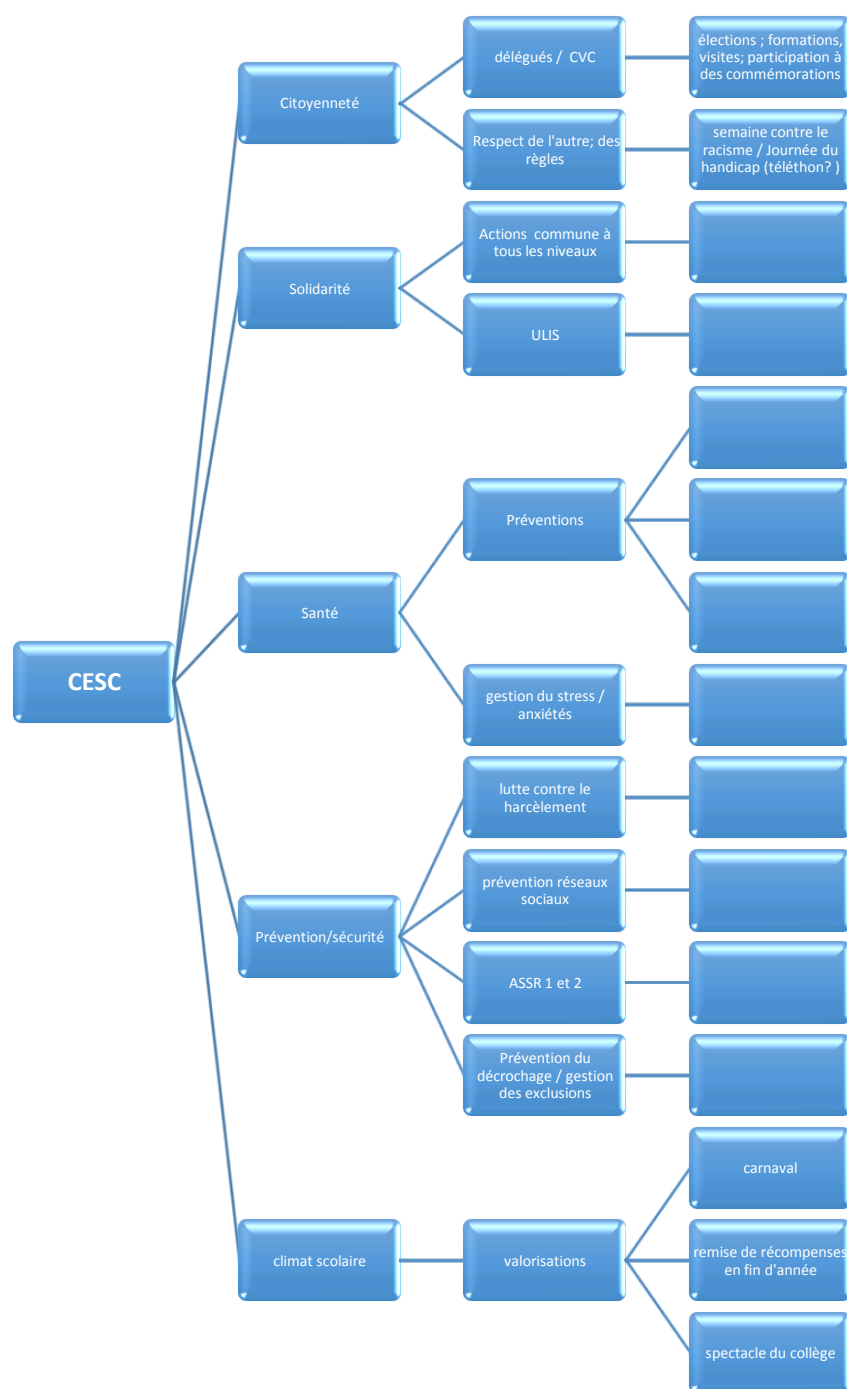 CESC
Citoyenneté
délégués / CVC
élections ; formations,
visites; participation à
des commémorations
Respect de l'autre; des
règles
semaine contre le
racisme / Journée du
handicap (téléthon? )
Solidarité
Actions commune à
tous les niveaux
ULIS
Santé
Préventions
gestion du stress /
anxiétés
Prévention/sécurité
lutte contre le
harcèlement
prévention réseaux
sociaux
ASSR 1 et 2
Prévention du
décrochage / gestion
des exclusions
climat scolaire
valorisations
carnaval
remise de récompenses
en fin d'année
spectacle du collège